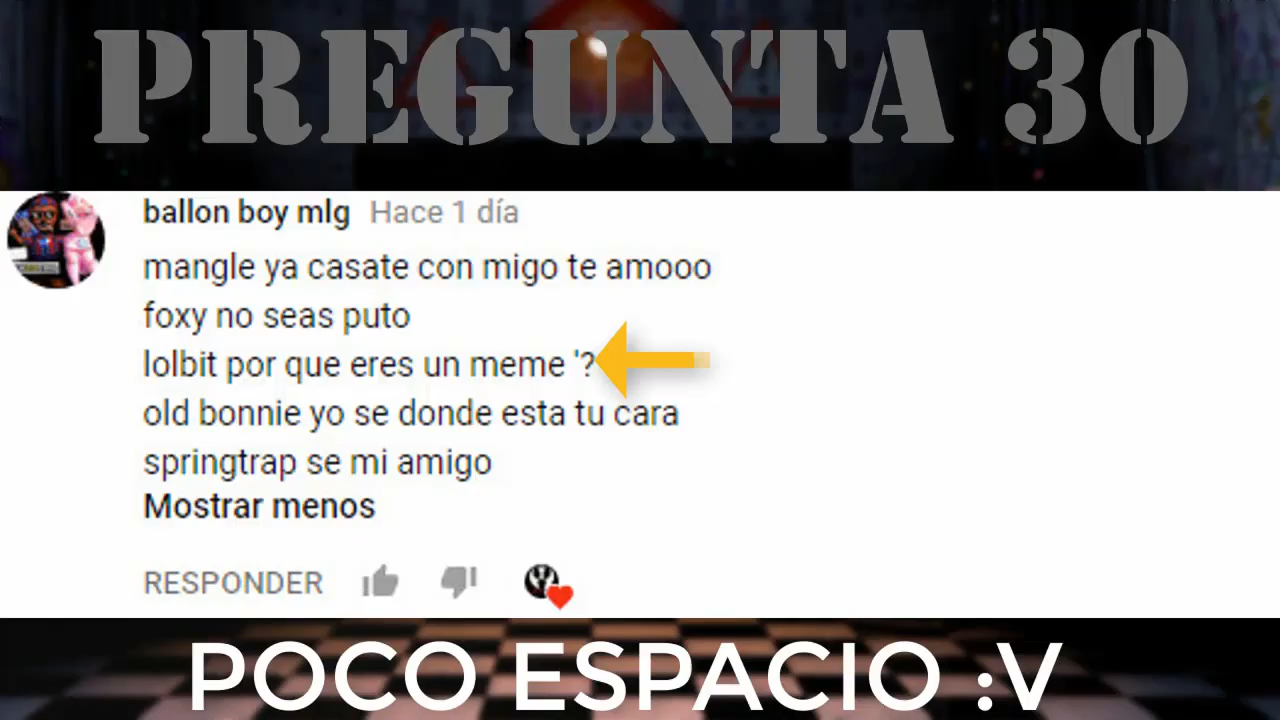 PREGUNTA 30
ballon boy mlg Hace 1 día
mangle ya casate con migo te amooo
foxy no seas puto
lolbit por que eres un meme '?
old bonnie yo se donde esta tu cara
springtrap se mi amigo
Mostrar menos
RESPONDER
POCO ESPACIO :V